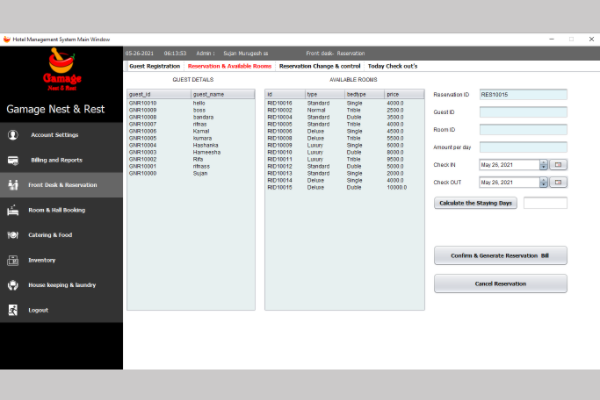 Hotel Management System Main Window
05-26-2021 06:13:53 Admin : Sujan Murugesh as Front desk: Reservation
Gamage
Nest & Rest
Gamage Nest & Rest
Account Settings
Billing and Reports
Front Desk & Reservation
Room & Hall Booking
Catering & Food
Inventory
House keeping & laundry
Logout
Guest Registration Reservation & Available Rooms Reservation Change & control Today Check out's
GUEST DETAILS
guest_id guest_name
GNR10010 hello
GNR10009 boss
GNR10008 bandara
GNR10007 rifnas
GNR10006 Kamal
GNR10005 kumara
GNR10004 Hashanka
GNR10003 Hameesha
GNR10002 Rifa
GNR10001 rifnass
GNR10000 Sujan
AVAILABLE ROOMS
id type bedtype price
RID10016 Standard Single 4000.0
RID10002 Normal Trible 2500.0
RID10004 Standard Duble 3500.0
RID10005 Standard Trible 4000.0
RID10006 Deluxe Single 4500.0
RID10008 Deluxe Trible 5500.0
RID10009 Luxury Single 6000.0
RID10010 Luxury Duble 8000.0
RID10011 Luxury Trible 9500.0
RID10012 Standard Duble 5000.0
RID10013 Standard Single 2000.0
RID10014 Deluxe Single 4000.0
RID10015 Deluxe Duble 10000.0
Reservation ID RES10015
Guest ID
Room ID
Amount per day
Check IN May 26, 2021
Check OUT May 26, 2021
Calculate the Staying Days
Confirm & Generate Reservation Bill
Cancel Reservation